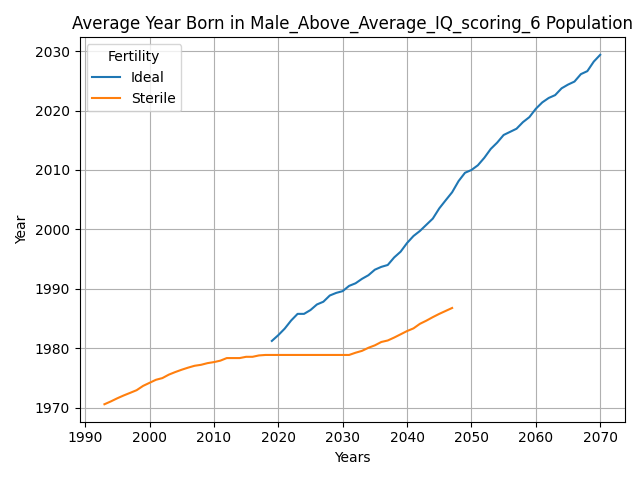 Average Year Born in Male_Above_Average_IQ_scoring_6 Population
Fertility
Ideal
Sterile
Year
2030
2020
2010
2000
1990
1980
1970
1990 2000 2010 2020 2030 2040 2050 2060 2070
Years